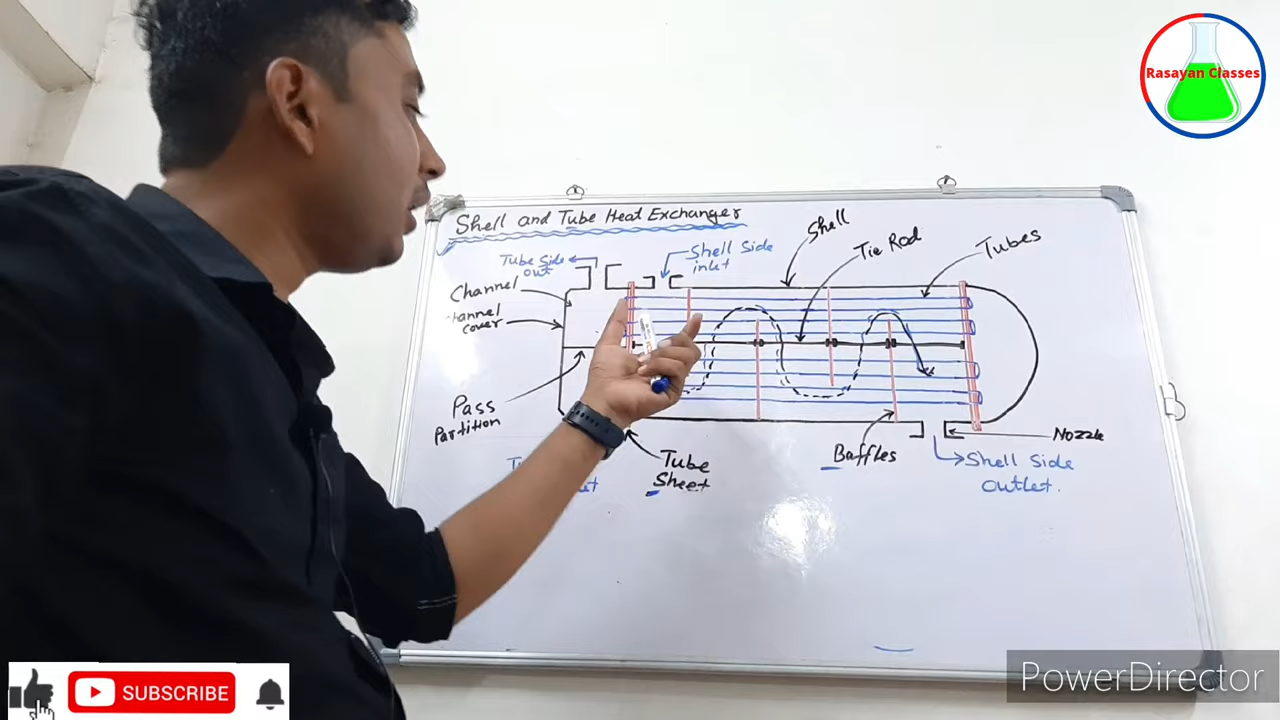 Rasayan Classes
Shell and Tube Heat Exchanger
Tube Side
out
Shell Side
inlet
Shell
Tie Rod
Tubes
Channel
cover
Pass
Partition
Tube
Sheet
Baffles
Nozzle
Shell Side
Outlet.
SUBSCRIBE
PowerDirector